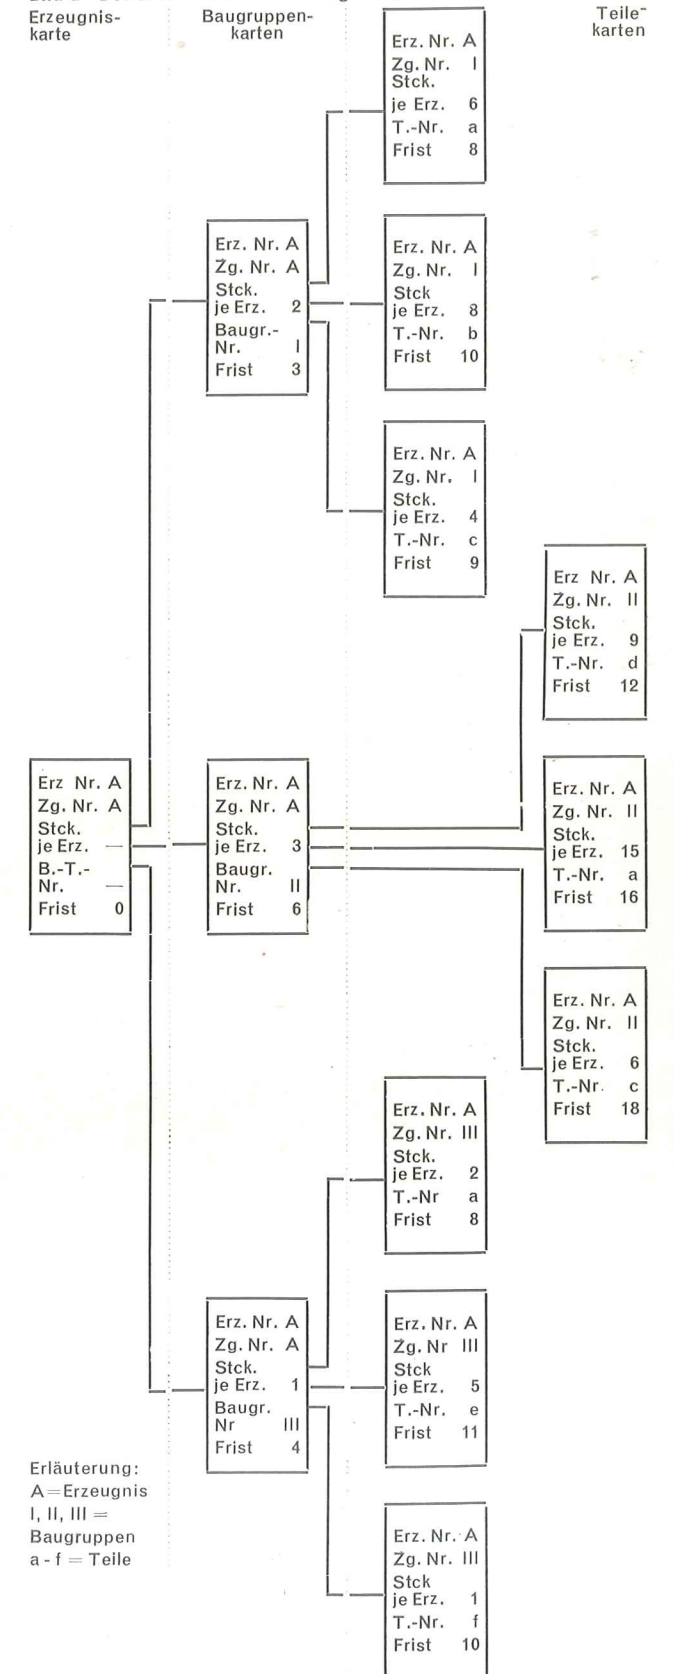 Erzeugnis-
karte
Baugruppen-
karten
Teile-
karten
Erz. Nr. A
Zg. Nr. I
Stck.
je Erz. 6
T.-Nr. a
Frist 8
Erz. Nr. A
Zg. Nr. A
Stck.
je Erz. 2
Baugr.-
Nr. I
Frist 3
Erz. Nr. A
Zg. Nr. I
Stck
je Erz. 8
T.-Nr. b
Frist 10
Erz. Nr. A
Zg. Nr. I
Stck.
je Erz. 4
T.-Nr. c
Frist 9
Erz Nr. A
Zg. Nr. II
Stck.
je Erz. 9
T.-Nr. d
Frist 12
Erz Nr. A
Zg. Nr. A
Stck.
je Erz. —
B.-T.-
Nr. —
Frist 0
Erz. Nr. A
Zg. Nr. A
Stck.
je Erz. 3
Baugr.
Nr. II
Frist 6
Erz. Nr. A
Zg. Nr. II
Stck.
je Erz. 15
T.-Nr. a
Frist 16
Erz. Nr. A
Zg. Nr. II
Stck.
je Erz. 6
T.-Nr. c
Frist 18
Erz. Nr. A
Zg. Nr. III
Stck.
je Erz. 2
T.-Nr a
Frist 8
Erz. Nr. A
Zg. Nr. A
Stck.
je Erz. 1
Baugr.
Nr III
Frist 4
Erz. Nr. A
Zg. Nr III
Stck
je Erz. 5
T.-Nr. e
Frist 11
Erz. Nr. A
Zg. Nr. III
Stck
je Erz. 1
T.-Nr. f
Frist 10
Erläuterung:
A = Erzeugnis
I, II, III =
Baugruppen
a - f = Teile